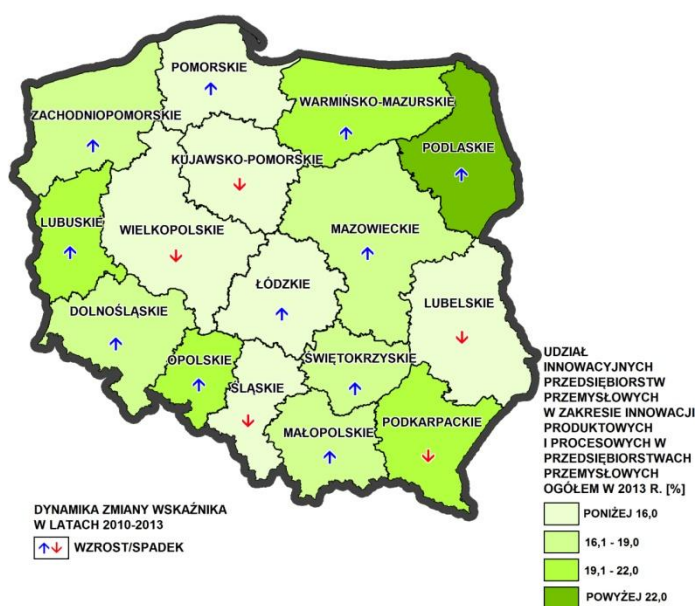 POMORSKIE
WARMIŃSKO-MAZURSKIE
ZACHODNIOPOMORSKIE
PODLASKIE
KUJAWSKO-POMORSKIE
LUBUSKIE
WIELKOPOLSKIE
MAZOWIECKIE
ŁÓDZKIE
LUBELSKIE
DOLNOŚLĄSKIE
OPOLSKIE
ŚWIĘTOKRZYSKIE
ŚLĄSKIE
PODKARPACKIE
MAŁOPOLSKIE
UDZIAŁ
INNOWACYJNYCH
PRZEDSIĘBIORSTW
PRZEMYSŁOWYCH
W ZAKRESIE INNOWACJI
PRODUKTOWYCH
I PROCESOWYCH W
PRZEDSIĘBIORSTWACH
PRZEMYSŁOWYCH
OGÓŁEM W 2013 R. [%]
PONIŻEJ 16,0
16,1 - 19,0
19,1 - 22,0
POWYŻEJ 22,0
DYNAMIKA ZMIANY WSKAŹNIKA
W LATACH 2010-2013
WZROST/SPADEK